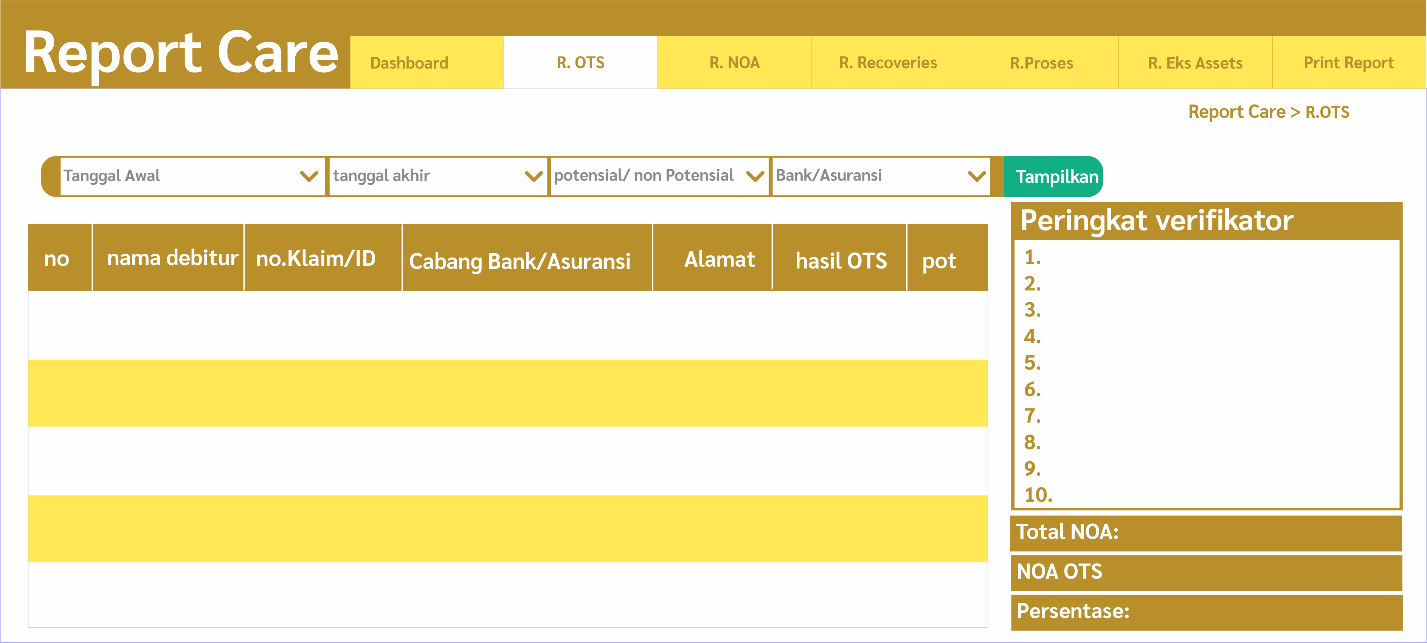 Report Care
Dashboard
R. OTS
R. NOA
R. Recoveries
R.Proses
R. Eks Assets
Print Report
Report Care > R.OTS
Tanggal Awal
tanggal akhir
potensial/ non Potensial
Bank/Asuransi
Tampilkan
no
nama debitur
no.Klaim/ID
Cabang Bank/Asuransi
Alamat
hasil OTS
pot
Peringkat verifikator
1.
2.
3.
4.
5.
6.
7.
8.
9.
10.
Total NOA:
NOA OTS
Persentase: